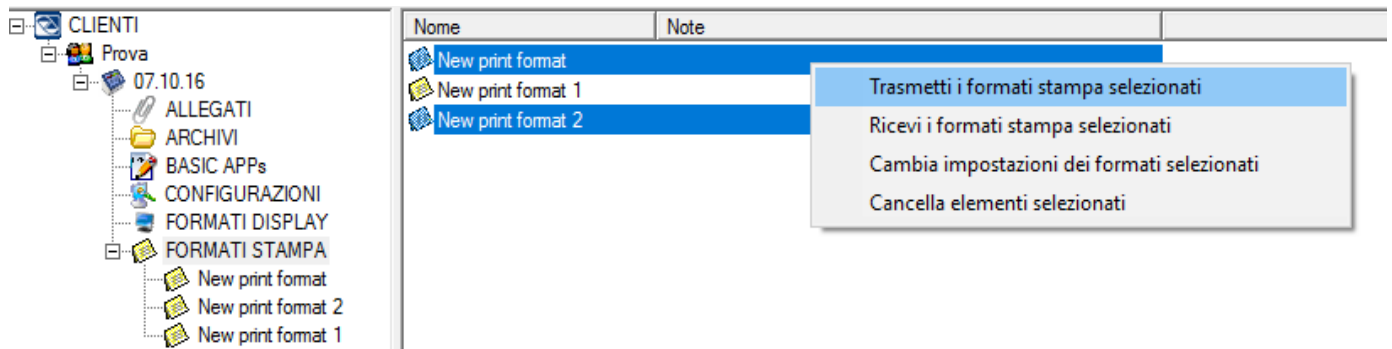 CLIENTI
Prova
07.10.16
ALLEGATI
ARCHIVI
BASIC APPs
CONFIGURAZIONI
FORMATI DISPLAY
FORMATI STAMPA
New print format
New print format 2
New print format 1
Nome Note
New print format
New print format 1
New print format 2
Trasmetti i formati stampa selezionati
Ricevi i formati stampa selezionati
Cambia impostazioni dei formati selezionati
Cancella elementi selezionati